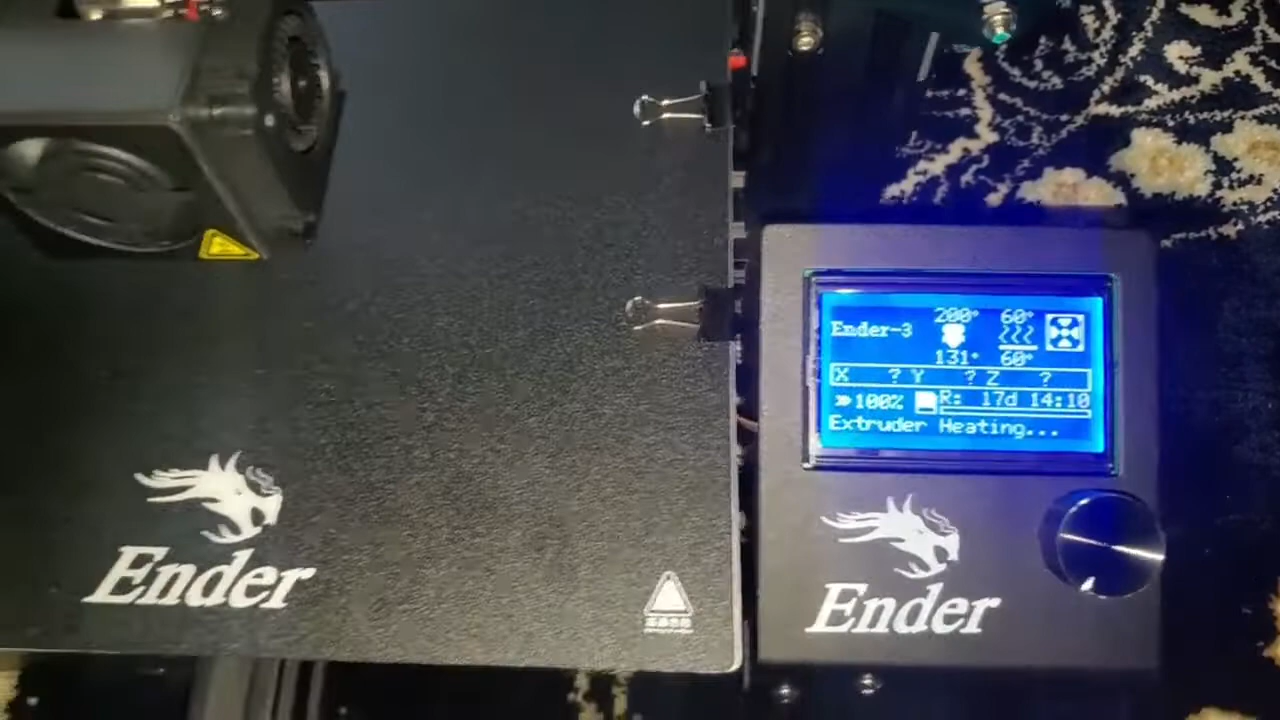 Ender
200° 60°
Ender-3
131° 60°
X ? Y ? Z ?
100% R: 17d 14:10
Extruder Heating...
Ender